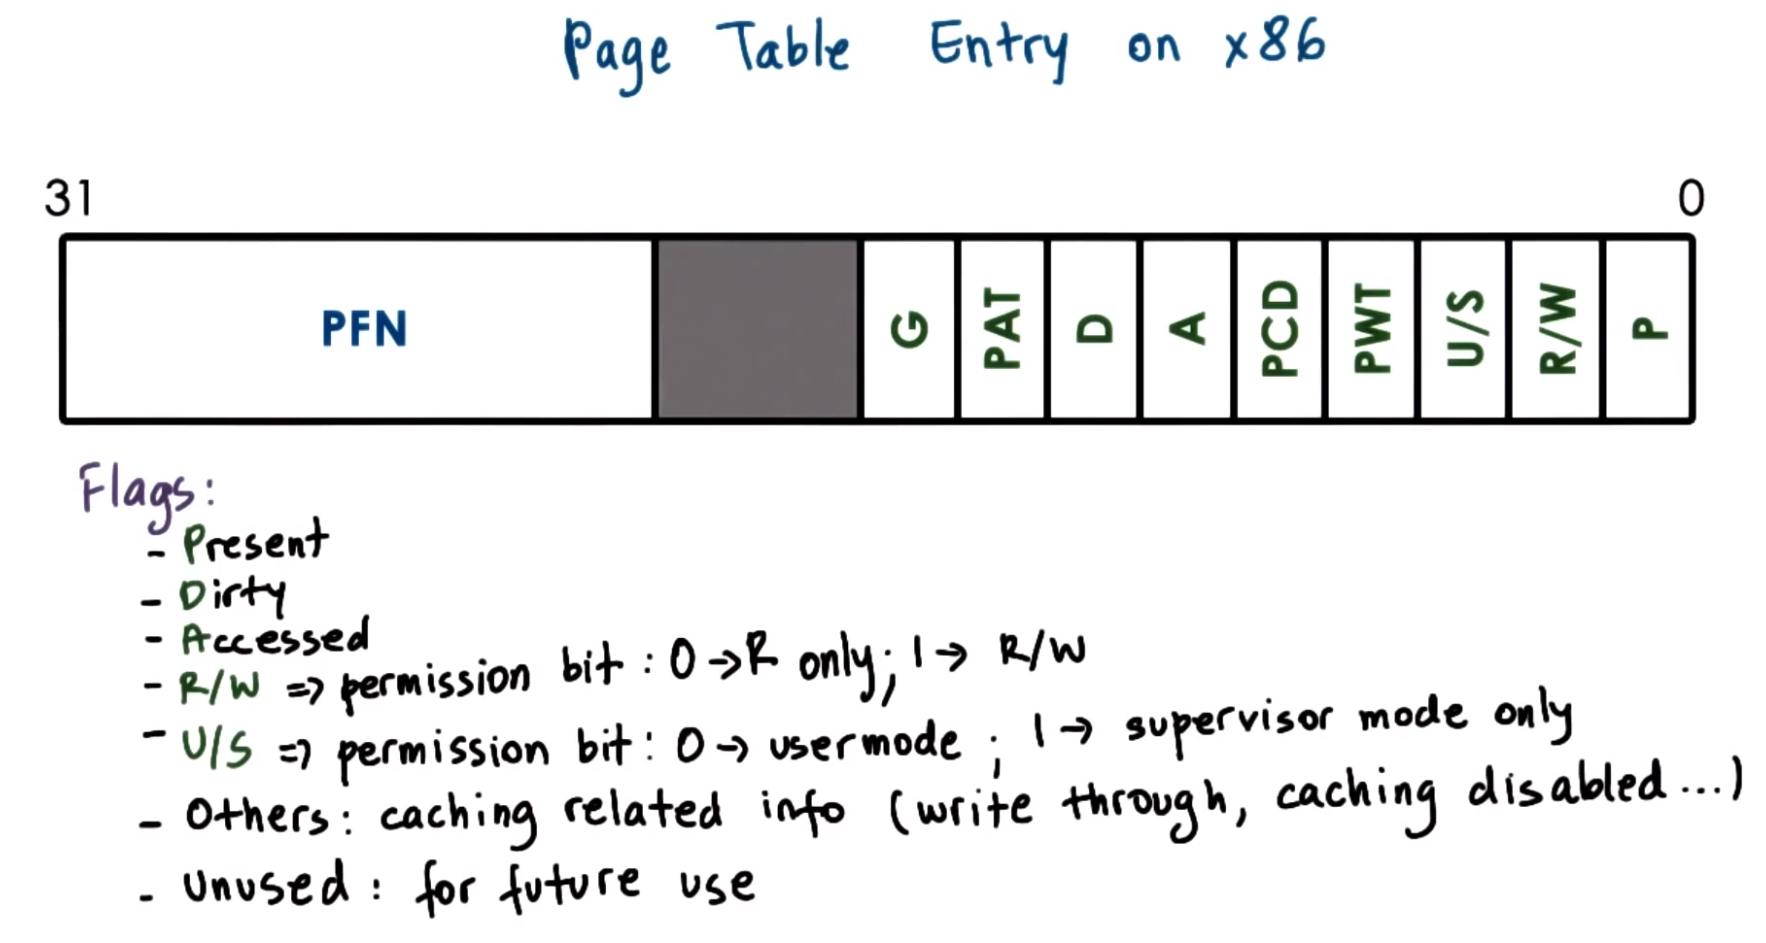 Page Table Entry on x86
31 0
PFN G PAT D A PCD PWT U/S R/W P
Flags:
- Present
- Dirty
- Accessed
- R/W => permission bit : 0 → R only; 1 → R/W
- U/S => permission bit: 0 → usermode ; 1 → supervisor mode only
- Others: caching related info (write through, caching disabled...)
- Unused : for future use